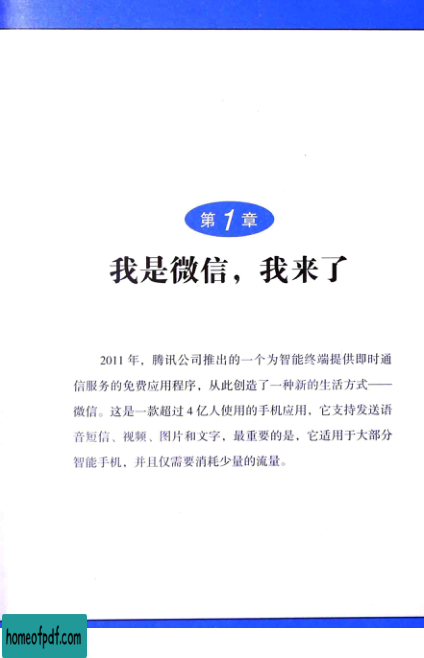 第1章
我是微信，我来了
2011 年，腾讯公司推出的一个为智能终端提供即时通
信服务的免费应用程序，从此创造了一种新的生活方式——
微信。这是一款超过 4 亿人使用的手机应用，它支持发送语
音短信、视频、图片和文字，最重要的是，它适用于大部分
智能手机，并且仅需要消耗少量的流量。
homeofpdf.com